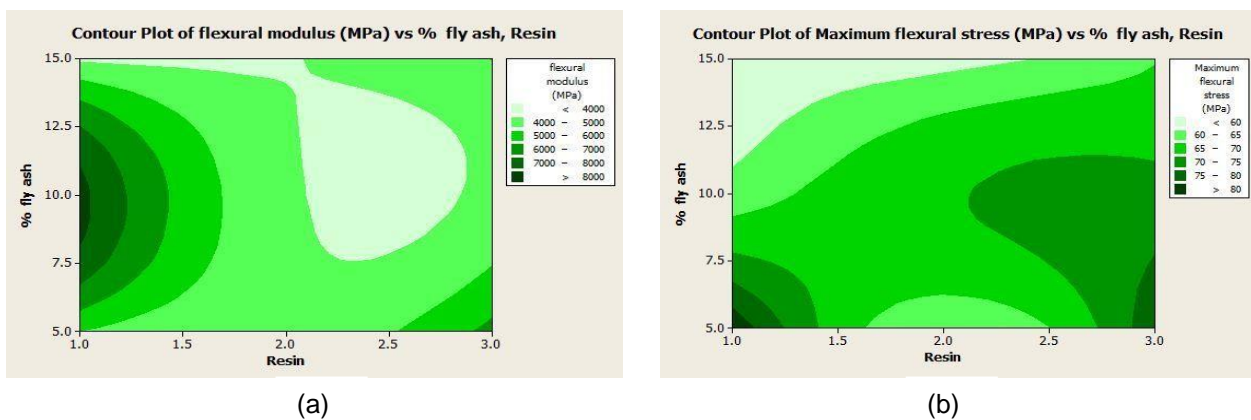 Contour Plot of flexural modulus (MPa) vs % fly ash, Resin
15.0
12.5
10.0
7.5
5.0
% fly ash
1.0 1.5 2.0 2.5 3.0
Resin
flexural
modulus
(MPa)
< 4000
4000 – 5000
5000 – 6000
6000 – 7000
7000 – 8000
> 8000
(a)
Contour Plot of Maximum flexural stress (MPa) vs % fly ash, Resin
15.0
12.5
10.0
7.5
5.0
% fly ash
1.0 1.5 2.0 2.5 3.0
Resin
Maximum
flexural
stress
(MPa)
< 60
60 – 65
65 – 70
70 – 75
75 – 80
> 80
(b)